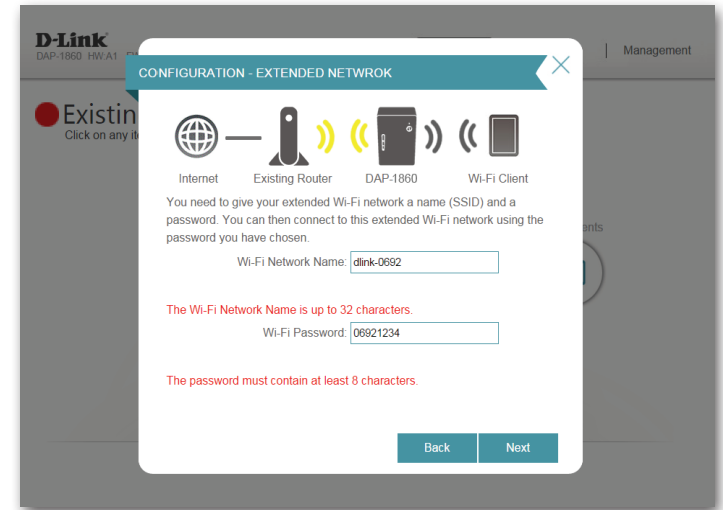 D-Link
DAP-1860 HW:A1
Management
CONFIGURATION - EXTENDED NETWROK
Existin
Click on any it
Internet Existing Router DAP-1860 Wi-Fi Client
You need to give your extended Wi-Fi network a name (SSID) and a
password. You can then connect to this extended Wi-Fi network using the
password you have chosen.
Wi-Fi Network Name: dlink-0692
The Wi-Fi Network Name is up to 32 characters.
Wi-Fi Password: 06921234
The password must contain at least 8 characters.
Back Next